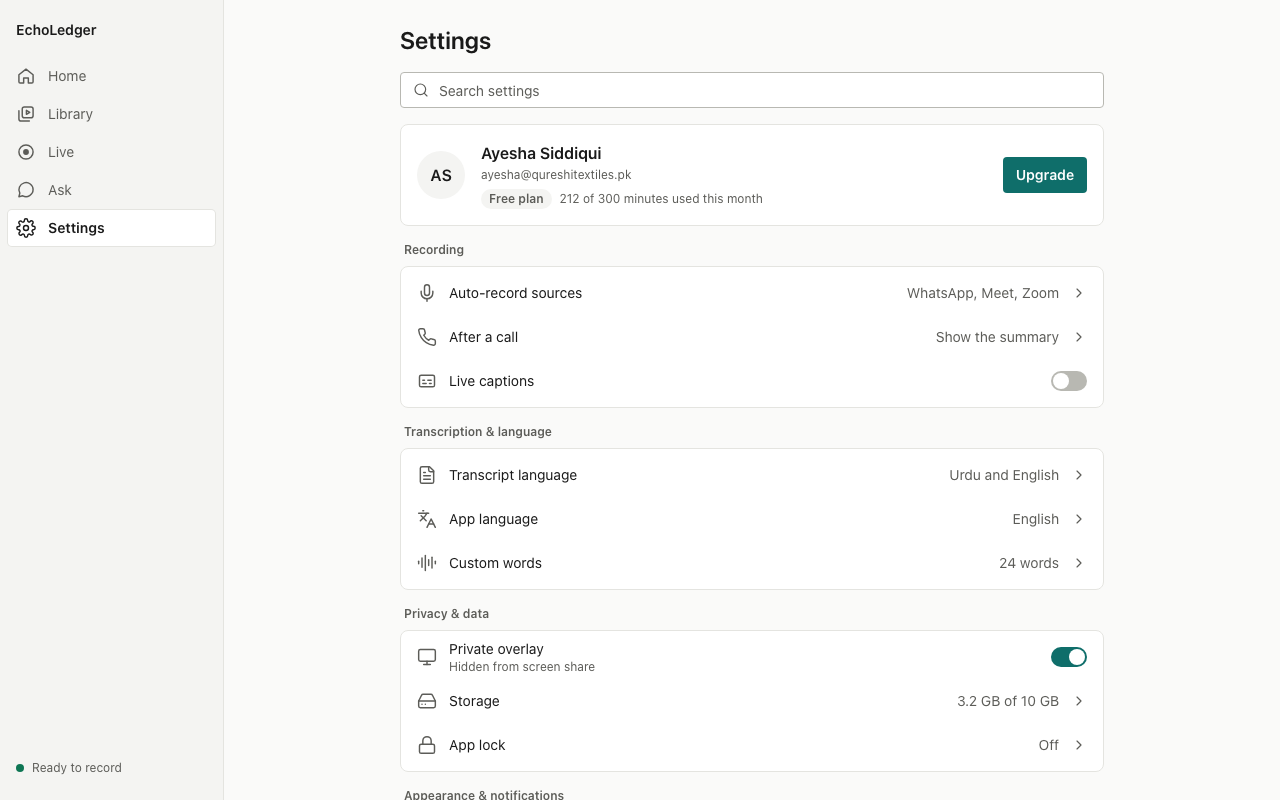 EchoLedger
Home
Library
Live
Ask
Settings
Ready to record
Settings
Search settings
AS
Ayesha Siddiqui
ayesha@qureshitextiles.pk
Free plan
212 of 300 minutes used this month
Upgrade
Recording
Auto-record sources
WhatsApp, Meet, Zoom
After a call
Show the summary
Live captions
Transcription & language
Transcript language
Urdu and English
App language
English
Custom words
24 words
Privacy & data
Private overlay
Hidden from screen share
Storage
3.2 GB of 10 GB
App lock
Off
Appearance & notifications